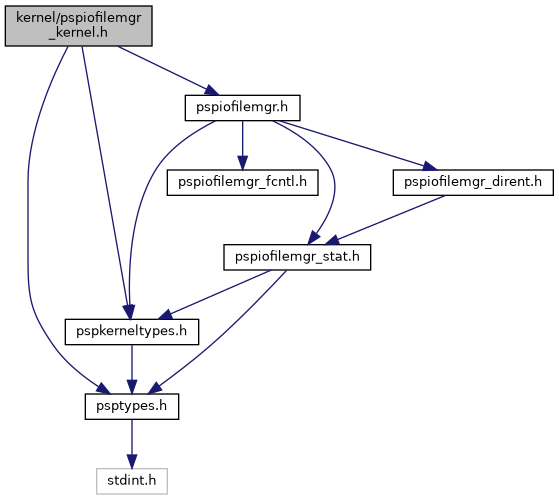 kernel/pspiofilemgr
_kernel.h
pspiofilemgr.h
pspiofilemgr_fcntl.h
pspiofilemgr_dirent.h
pspiofilemgr_stat.h
pspkerneltypes.h
psptypes.h
stdint.h